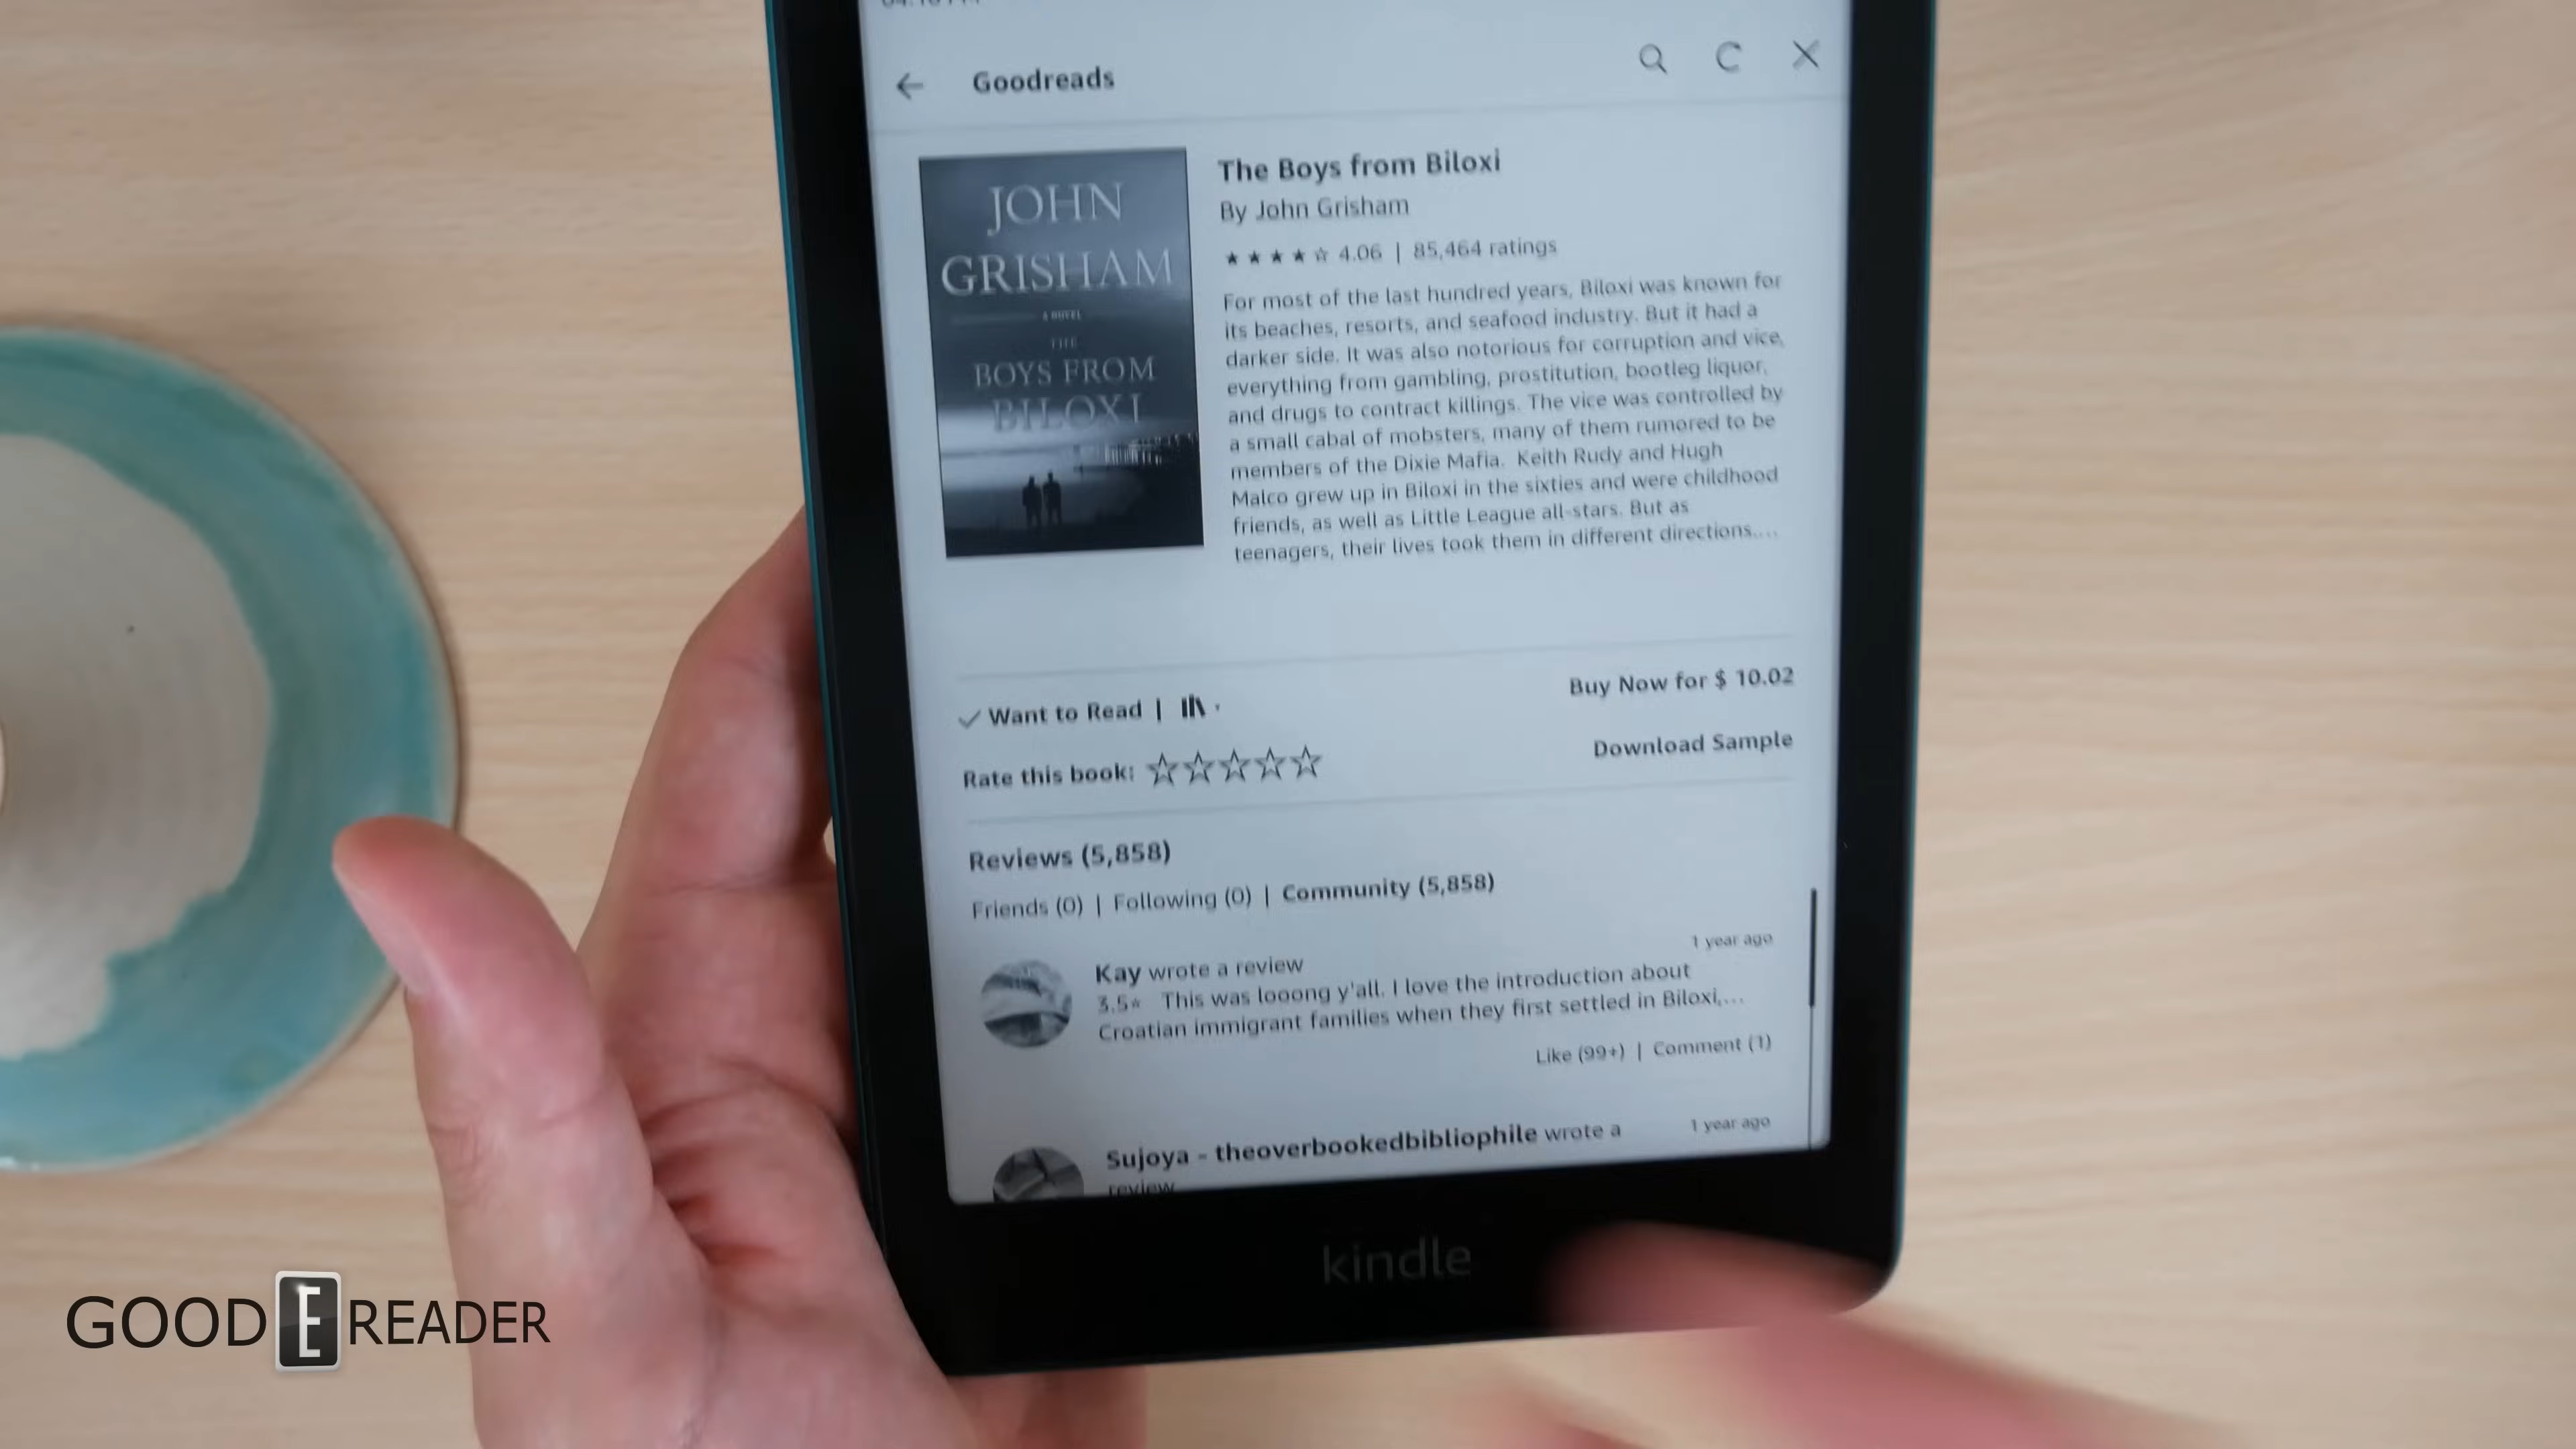 Goodreads
JOHN
GRISHAM
A NOVEL
THE
BOYS FROM
BILOXI
The Boys from Biloxi
By John Grisham
★★★★☆ 4.06 | 85,464 ratings
For most of the last hundred years, Biloxi was known for
its beaches, resorts, and seafood industry. But it had a
darker side. It was also notorious for corruption and vice,
everything from gambling, prostitution, bootleg liquor,
and drugs to contract killings. The vice was controlled by
a small cabal of mobsters, many of them rumored to be
members of the Dixie Mafia. Keith Rudy and Hugh
Malco grew up in Biloxi in the sixties and were childhood
friends, as well as Little League all-stars. But as
teenagers, their lives took them in different directions....
Want to Read |
Buy Now for $ 10.02
Rate this book: ☆☆☆☆☆
Download Sample
Reviews (5,858)
Friends (0) | Following (0) | Community (5,858)
1 year ago
Kay wrote a review
3.5⭐ This was looong y'all. I love the introduction about
Croatian immigrant families when they first settled in Biloxi,...
Like (99+) | Comment (1)
Sujoya - theoverbookedbibliophile wrote a
1 year ago
review
kindle
GOOD E READER